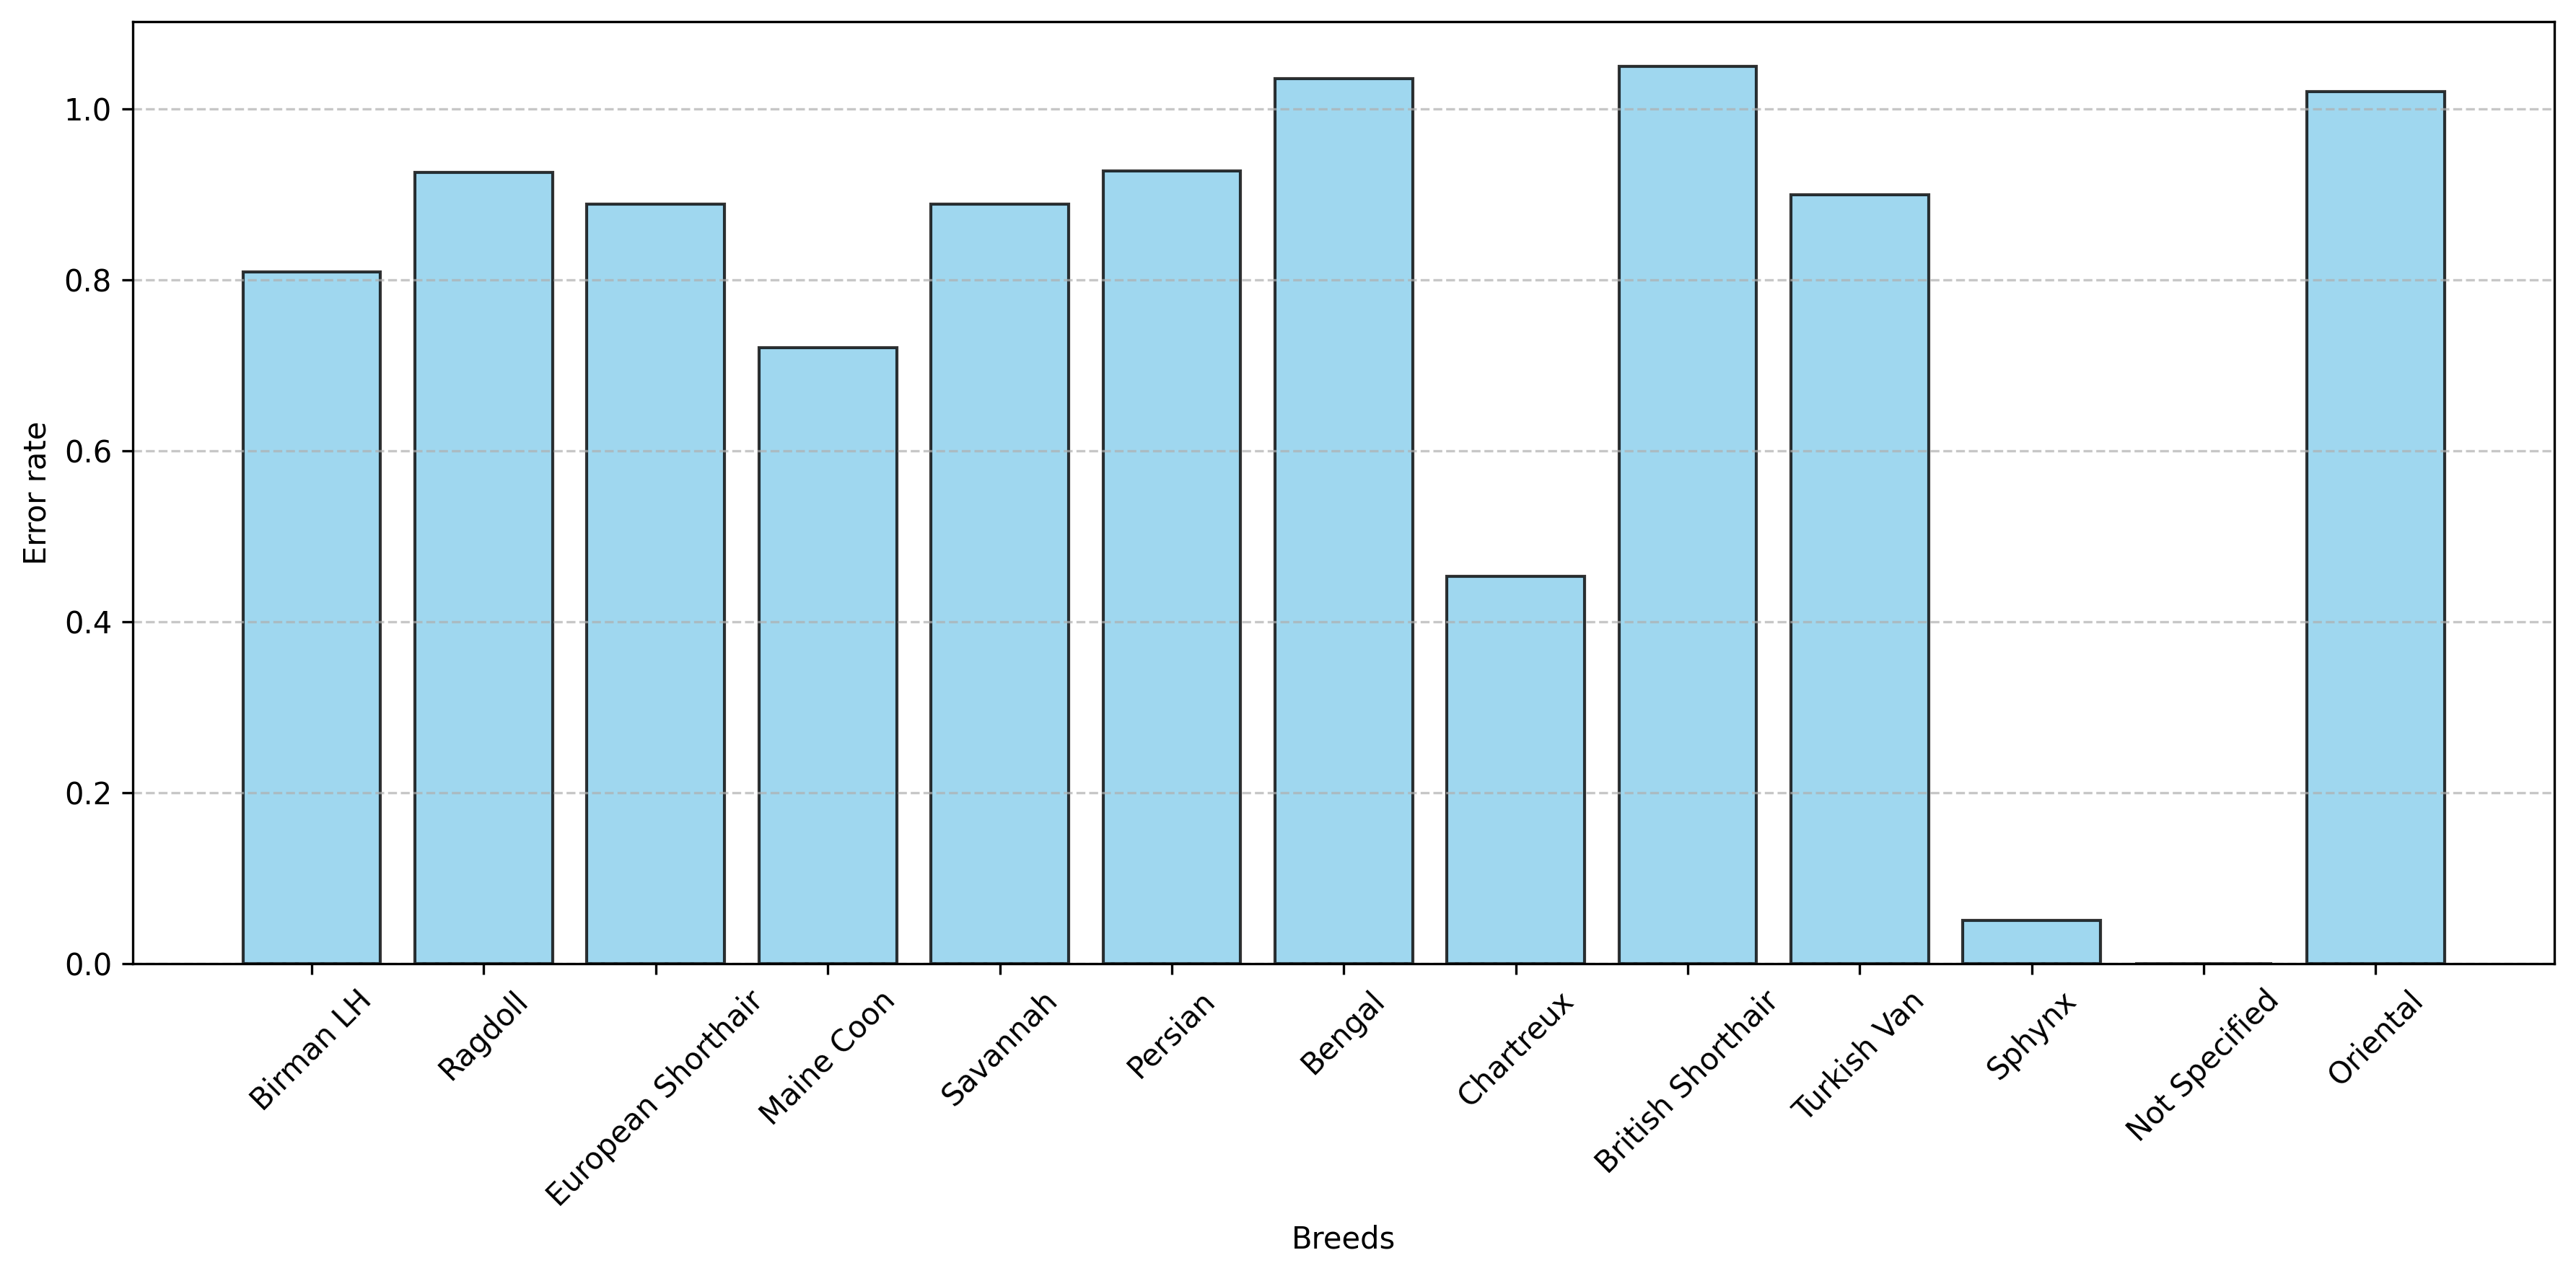 1.0
0.8
0.6
0.4
0.2
0.0
Error rate
Birman LH
Ragdoll
European Shorthair
Maine Coon
Savannah
Persian
Bengal
Chartreux
British Shorthair
Turkish Van
Sphynx
Not Specified
Oriental
Breeds